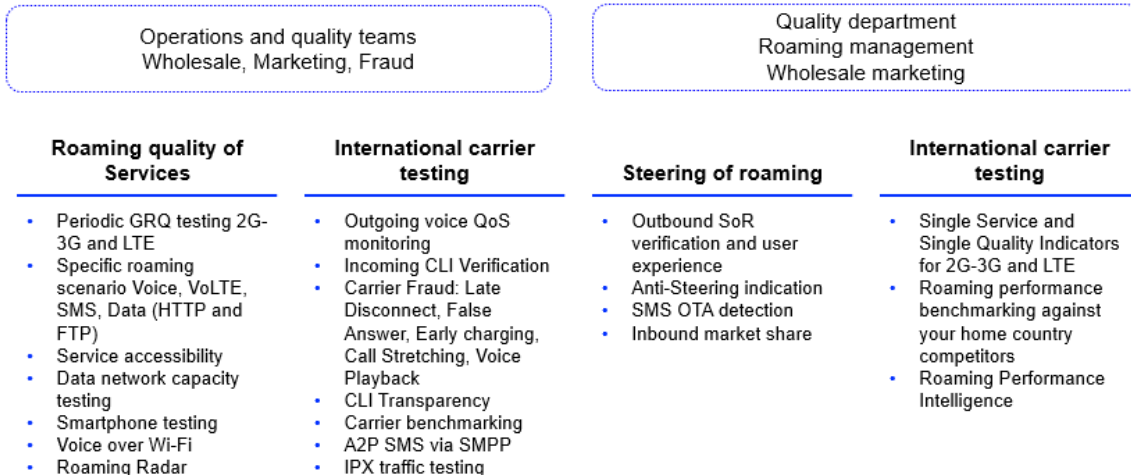 Operations and quality teams
Wholesale, Marketing, Fraud
Quality department
Roaming management
Wholesale marketing
Roaming quality of
Services
• Periodic GRQ testing 2G-
3G and LTE
• Specific roaming
scenario Voice, VoLTE,
SMS, Data (HTTP and
FTP)
• Service accessibility
• Data network capacity
testing
• Smartphone testing
• Voice over Wi-Fi
• Roaming Radar
International carrier
testing
• Outgoing voice QoS
monitoring
• Incoming CLI Verification
• Carrier Fraud: Late
Disconnect, False
Answer, Early charging,
Call Stretching, Voice
Playback
• CLI Transparency
• Carrier benchmarking
• A2P SMS via SMPP
• IPX traffic testing
Steering of roaming
• Outbound SoR
verification and user
experience
• Anti-Steering indication
• SMS OTA detection
• Inbound market share
International carrier
testing
• Single Service and
Single Quality Indicators
for 2G-3G and LTE
• Roaming performance
benchmarking against
your home country
competitors
• Roaming Performance
Intelligence